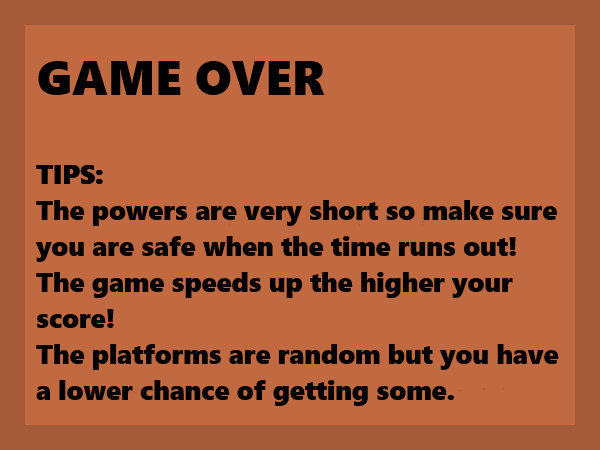 GAME OVER
TIPS:
The powers are very short so make sure
you are safe when the time runs out!
The game speeds up the higher your
score!
The platforms are random but you have
a lower chance of getting some.